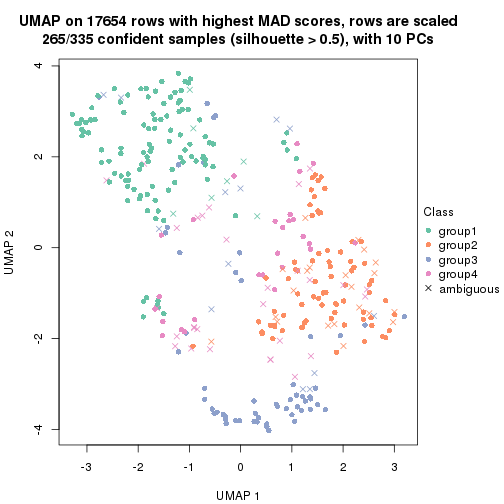 UMAP on 17654 rows with highest MAD scores, rows are scaled
265/335 confident samples (silhouette > 0.5), with 10 PCs
4
2
0
-2
-4
UMAP 2
-3
-2
-1
0
1
2
3
UMAP 1
Group
group1
group2
group3
group4
ambiguous